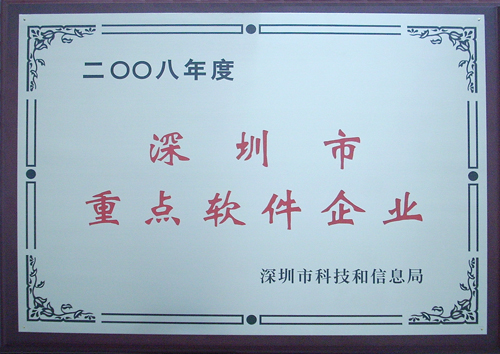 二〇〇八年度
深圳市
重点软件企业
深圳市科技和信息局